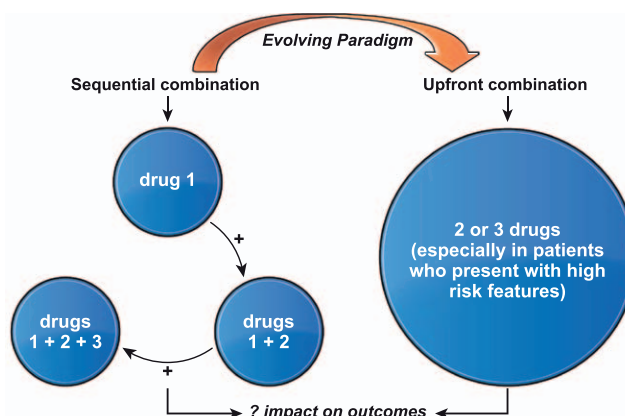 Evolving Paradigm
Sequential combination
Upfront combination
drug 1
+
2 or 3 drugs
(especially in patients
who present with high
risk features)
drugs
1 + 2 + 3
drugs
1 + 2
+
? impact on outcomes